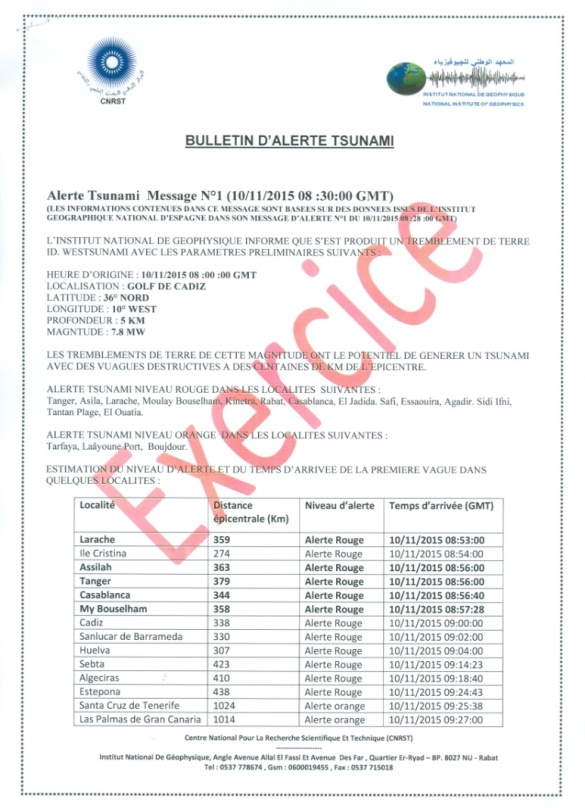 CNRST
المعهد الوطني للجيوفيزياء
INSTITUT NATIONAL DE GEOPHYSIQUE
NATIONAL INSTITUTE OF GEOPHYSICS
BULLETIN D'ALERTE TSUNAMI
Alerte Tsunami Message N°1 (10/11/2015 08 :30:00 GMT)
(LES INFORMATIONS CONTENUES DANS CE MESSAGE SONT BASEES SUR DES DONNEES ISSUS DE L'INSTITUT
GEOGRAPHIQUE NATIONAL D'ESPAGNE DANS SON MESSAGE D'ALERTE N°1 DU 10/11/2015 08 :28 :00 GMT)
L'INSTITUT NATIONAL DE GEOPHYSIQUE INFORME QUE S'EST PRODUIT UN TREMBLEMENT DE TERRE
ID. WESTSUNAMI AVEC LES PARAMETRES PRELIMINAIRES SUIVANTS :
HEURE D'ORIGINE : 10/11/2015 08 :00 :00 GMT
LOCALISATION : GOLF DE CADIZ
LATITUDE : 36° NORD
LONGITUDE : 10° WEST
PROFONDEUR : 5 KM
MAGNTUDE : 7.8 MW
LES TREMBLEMENTS DE TERRE DE CETTE MAGNITUDE ONT LE POTENTIEL DE GENERER UN TSUNAMI
AVEC DES VUAGUES DESTRUCTIVES A DES CENTAINES DE KM DE L'EPICENTRE.
ALERTE TSUNAMI NIVEAU ROUGE DANS LES LOCALITES SUIVANTES :
Tanger, Asila, Larache, Moulay Bouselham, Kinetra, Rabat, Casablanca, El Jadida. Safi, Essaouira, Agadir. Sidi Ifni,
Tantan Plage, El Ouatia.
ALERTE TSUNAMI NIVEAU ORANGE DANS LES LOCALITES SUIVANTES :
Tarfaya, Laâyoune Port, Boujdour.
ESTIMATION DU NIVEAU D'ALERTE ET DU TEMPS D'ARRIVEE DE LA PREMIERE VAGUE DANS
QUELQUES LOCALITES :
Localité Distance épicentrale (Km) Niveau d'alerte Temps d'arrivée (GMT)
Larache 359 Alerte Rouge 10/11/2015 08:53:00
Ile Cristina 274 Alerte Rouge 10/11/2015 08:54:00
Assilah 363 Alerte Rouge 10/11/2015 08:56:00
Tanger 379 Alerte Rouge 10/11/2015 08:56:00
Casablanca 344 Alerte Rouge 10/11/2015 08:56:40
My Bouselham 358 Alerte Rouge 10/11/2015 08:57:28
Cadiz 338 Alerte Rouge 10/11/2015 09:00:00
Sanlucar de Barrameda 330 Alerte Rouge 10/11/2015 09:02:00
Huelva 307 Alerte Rouge 10/11/2015 09:04:00
Sebta 423 Alerte Rouge 10/11/2015 09:14:23
Algeciras 410 Alerte Rouge 10/11/2015 09:18:40
Estepona 438 Alerte Rouge 10/11/2015 09:24:43
Santa Cruz de Tenerife 1024 Alerte orange 10/11/2015 09:25:38
Las Palmas de Gran Canaria 1014 Alerte orange 10/11/2015 09:27:00
Exercice
Centre National Pour La Recherche Scientifique Et Technique (CNRST)
Institut National De Géophysique, Angie Avenue Allal El Fassi Et Avenue Des Far , Quartier Er-Ryad – BP. 8027 NU - Rabat
Tel : 0537 778674 , Gsm : 0600019455 , Fax : 0537 715018